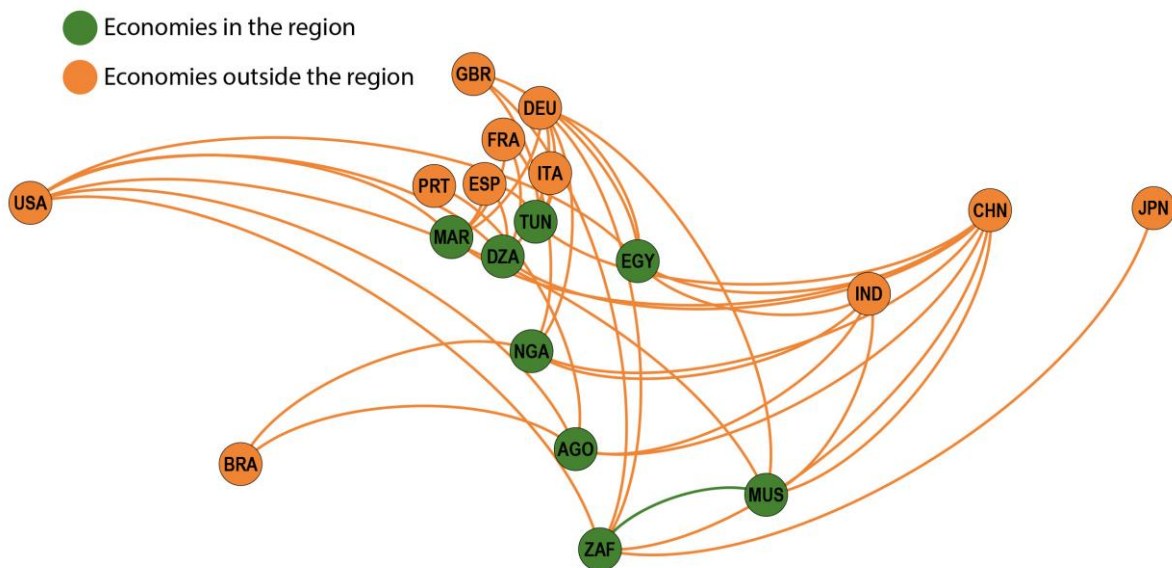 Economies in the region
Economies outside the region
GBR
DEU
FRA
ITA
PRT
ESP
USA
TUN
MAR
DZA
EGY
CHN
JPN
IND
NGA
AGO
BRA
MUS
ZAF